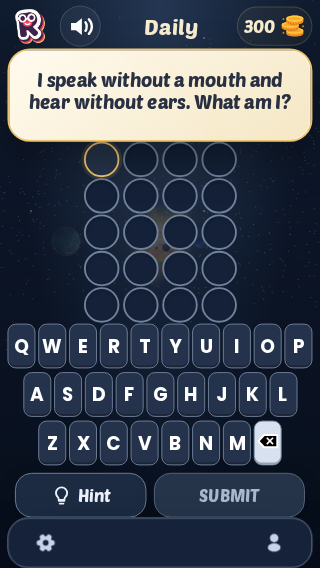 R
Daily
300
I speak without a mouth and
hear without ears. What am I?
Q W E R T Y U I O P
A S D F G H J K L
Z X C V B N M
Hint
SUBMIT